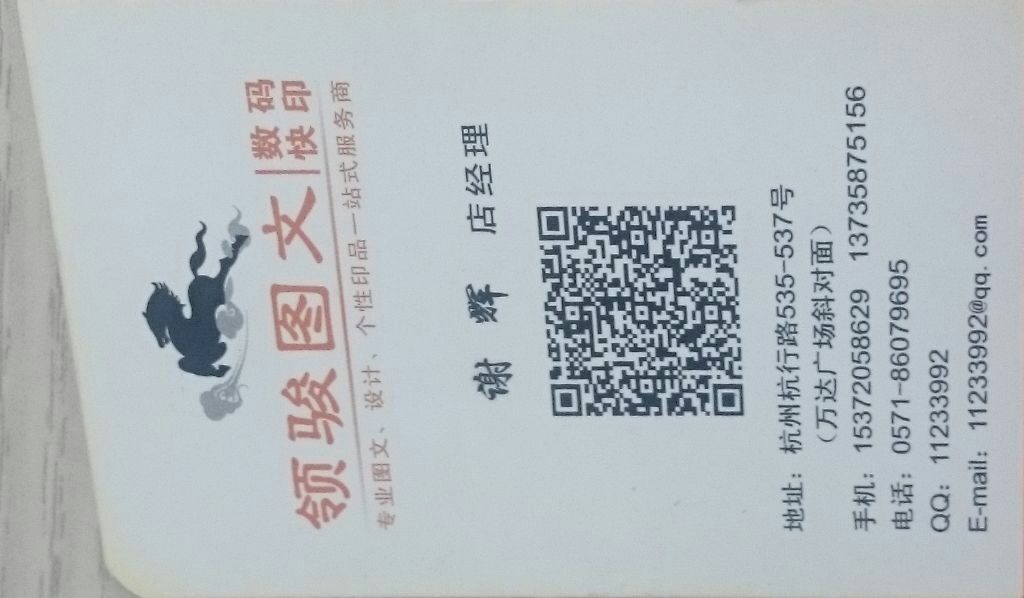 领骏图文 数码快印
专业图文、设计、个性印品一站式服务商
谢辉 店经理
地址：杭州杭行路535-537号
（万达广场斜对面）
手机：15372058629 13735875156
电话：0571-86079695
QQ：11233992
E-mail：11233992@qq.com